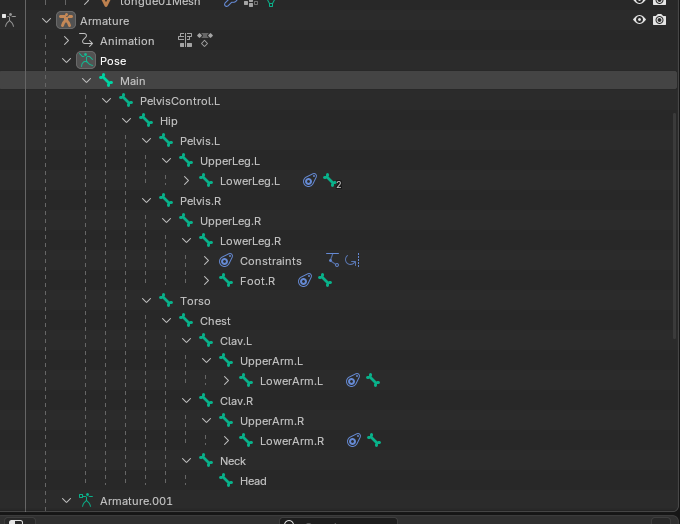 tongue01Mesh
Armature
Animation
Pose
Main
PelvisControl.L
Hip
Pelvis.L
UpperLeg.L
LowerLeg.L 2
Pelvis.R
UpperLeg.R
LowerLeg.R
Constraints
Foot.R
Torso
Chest
Clav.L
UpperArm.L
LowerArm.L
Clav.R
UpperArm.R
LowerArm.R
Neck
Head
Armature.001